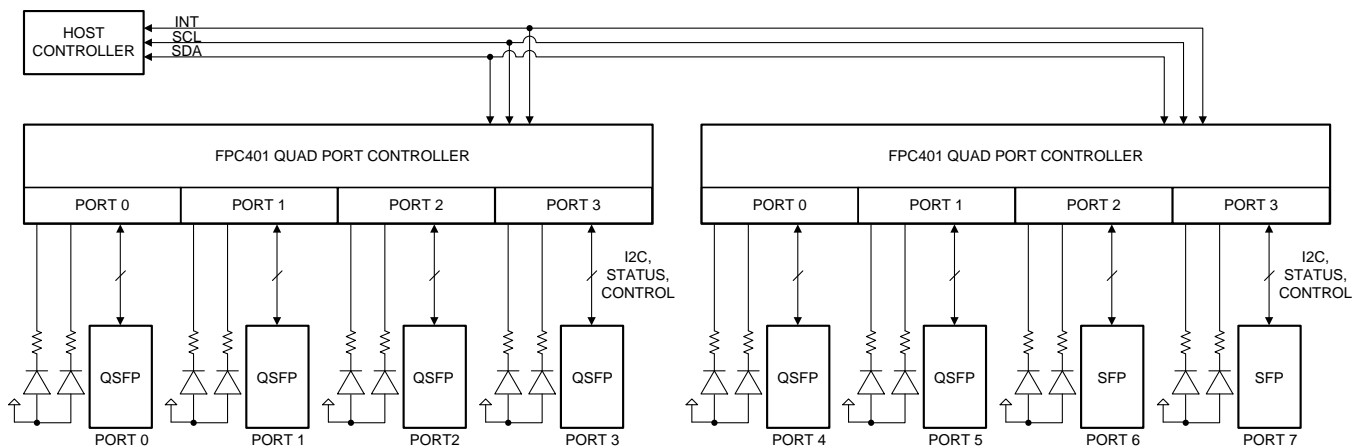 HOST
CONTROLLER
INT
SCL
SDA
FPC401 QUAD PORT CONTROLLER
PORT 0
PORT 1
PORT 2
PORT 3
FPC401 QUAD PORT CONTROLLER
PORT 0
PORT 1
PORT 2
PORT 3
I2C,
STATUS,
CONTROL
I2C,
STATUS,
CONTROL
QSFP
QSFP
QSFP
QSFP
QSFP
QSFP
SFP
SFP
PORT 0
PORT 1
PORT2
PORT 3
PORT 4
PORT 5
PORT 6
PORT 7